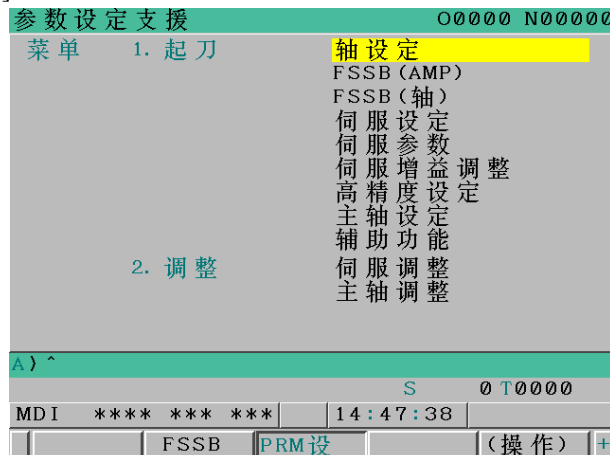 参数设定支援 O0000 N00000
菜单 1. 起刀 轴设定
FSSB(AMP)
FSSB(轴)
伺服设定
伺服参数
伺服增益调整
高精度设定
主轴设定
辅助功能
2. 调整 伺服调整
主轴调整
A) ^
S 0 T0000
MDI **** *** *** 14:47:38
FSSB PRM设 (操作) +